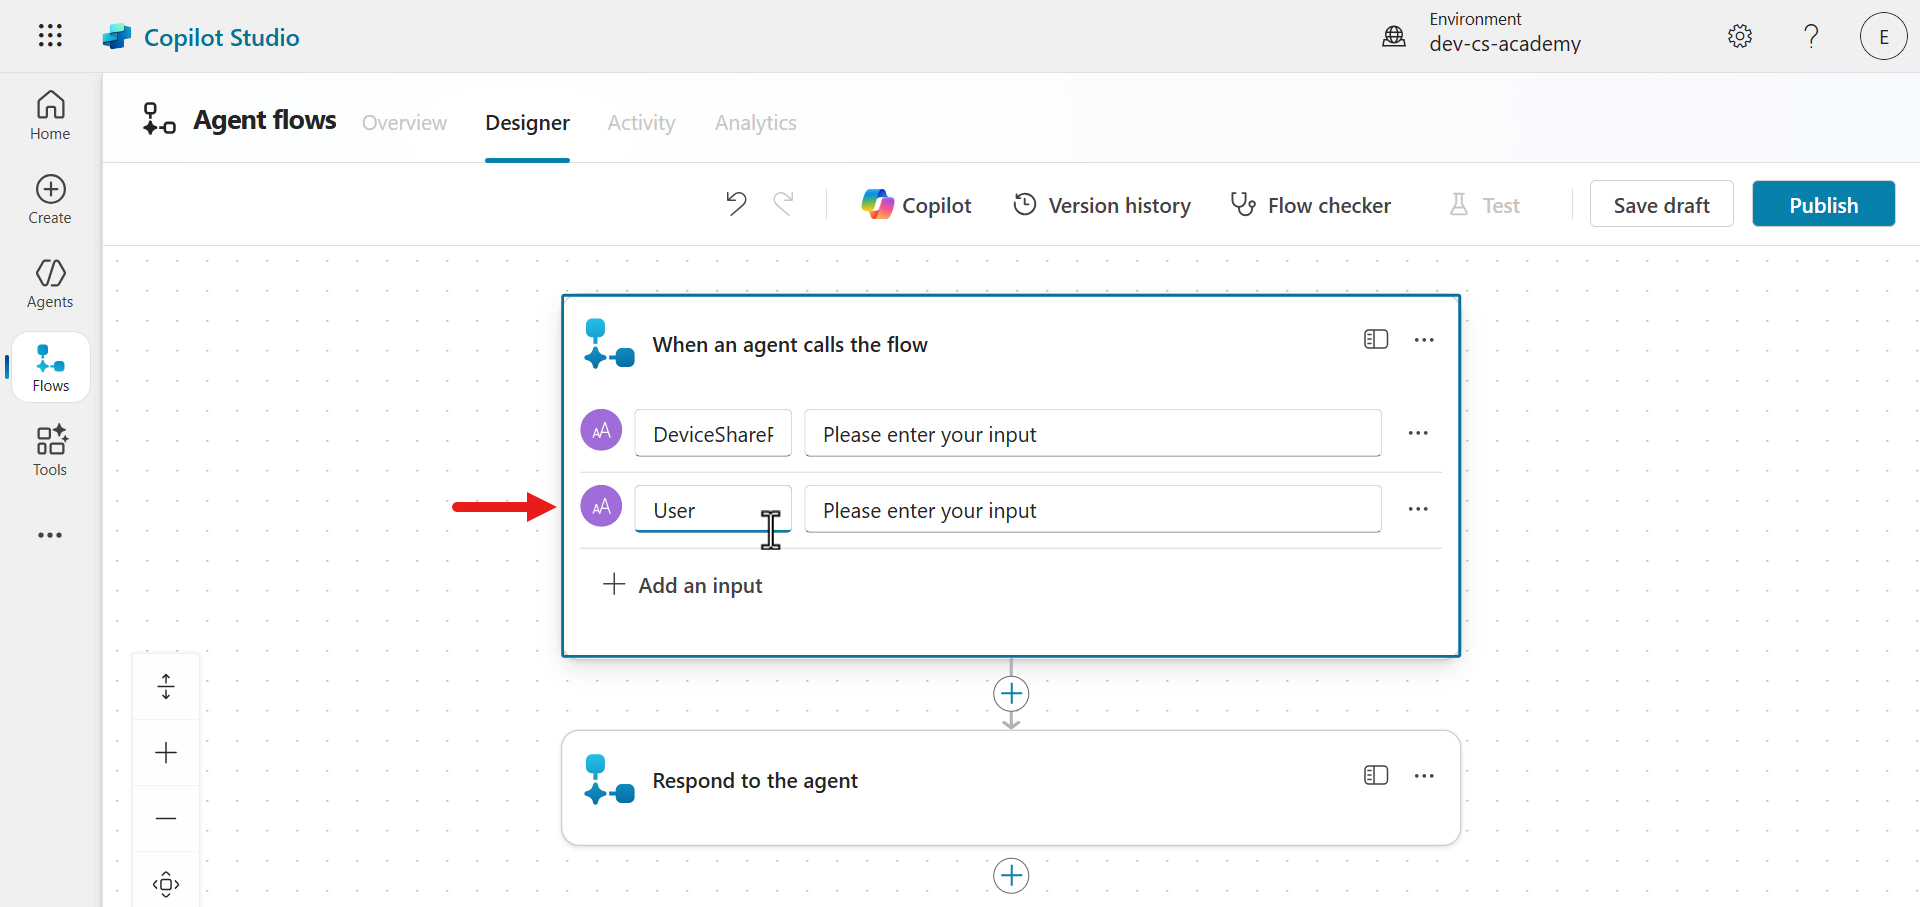 Copilot Studio
Environment
dev-cs-academy
E
Home
Create
Agents
Flows
Tools
Agent flows
Overview
Designer
Activity
Analytics
Copilot
Version history
Flow checker
Test
Save draft
Publish
When an agent calls the flow
AA
DeviceShareF
Please enter your input
AA
User
Please enter your input
Add an input
Respond to the agent